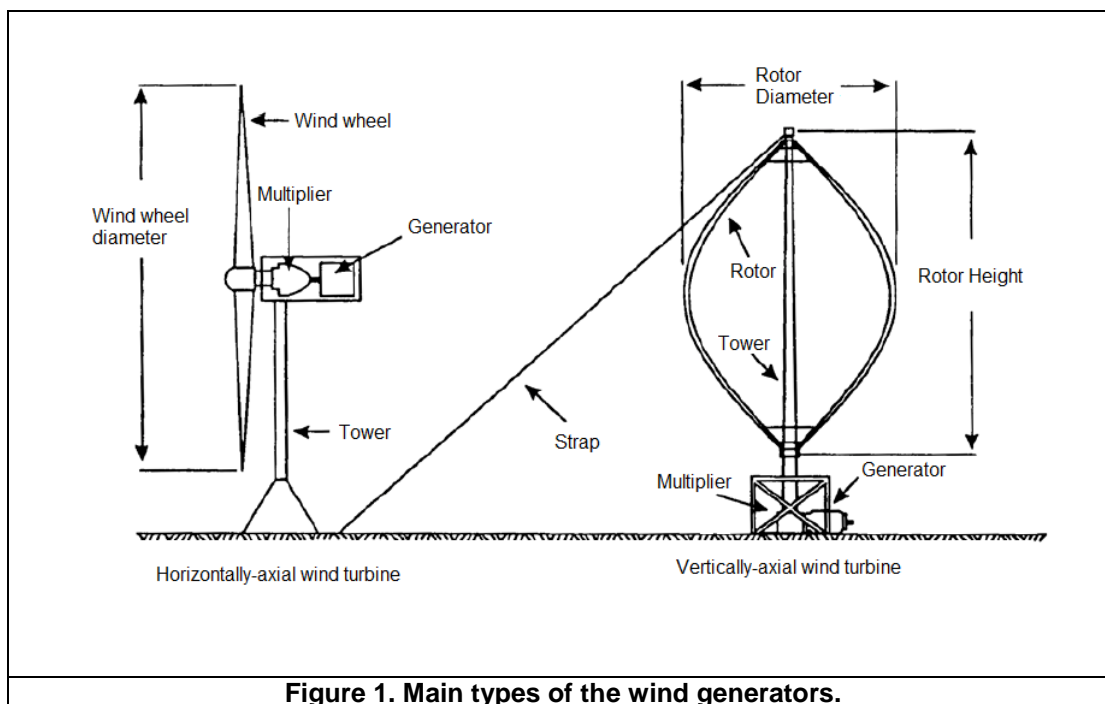 Rotor
Diameter
Wind wheel
Multiplier
Wind wheel
diameter
Generator
Rotor
Rotor Height
Tower
Tower
Strap
Multiplier
Generator
Horizontally-axial wind turbine
Vertically-axial wind turbine
Figure 1. Main types of the wind generators.